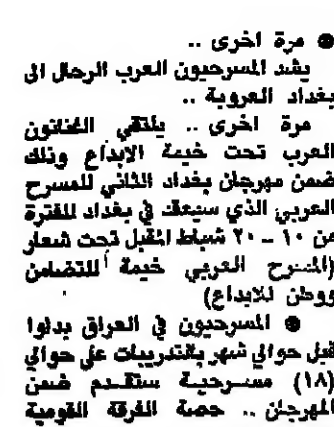 ● مرة اخرى ..
يشد المسرحيون العرب الرحال الى
بغداد العروبة ..
مرة اخرى .. يلتقي الفنانون
العرب تحت خيمة الابداع وذلك
ضمن مهرجان بغداد الثاني للمسرح
العربي الذي سيعقد في بغداد للفترة
من ١٠ – ٢٠ شباط المقبل تحت شعار
(المسرح العربي خيمة للتضامن
ووطن للابداع)
● المسرحيون في العراق بداوا
قبل حوالي شهر بالتدريبات على حوالي
(١٨) مسرحية ستقدم ضمن
المهرجان .. حصة الفرقة القومية